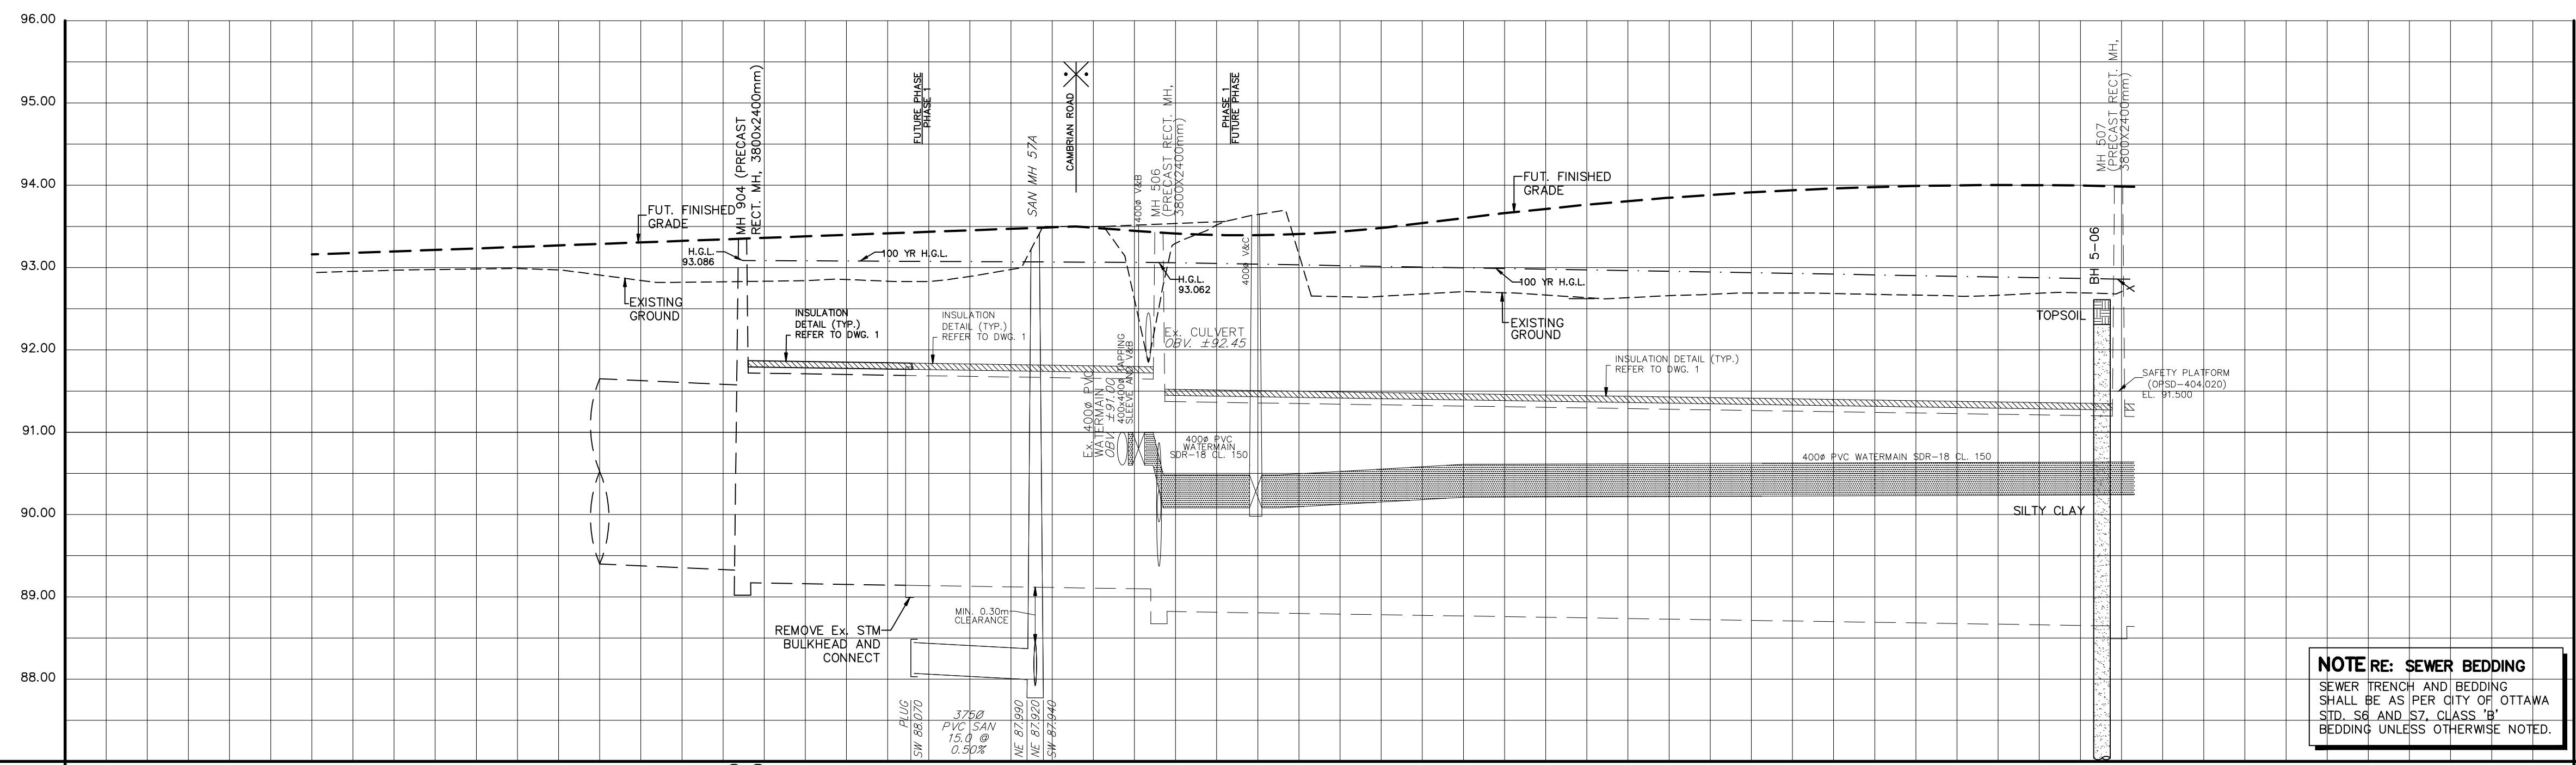 96.00
95.00
94.00
93.00
92.00
91.00
90.00
89.00
88.00
FUT. FINISHED
GRADE
MH 904 (PRECAST
RECT. MH, 3800x2400mm)
H.G.L.
93.086
100 YR H.G.L.
EXISTING
GROUND
INSULATION
DETAIL (TYP.)
REFER TO DWG. 1
INSULATION
DETAIL (TYP.)
REFER TO DWG. 1
FUTURE PHASE
PHASE 1
SAN MH 57A
CAMBRIAN ROAD
400ø V&B
MH 506
(PRECAST RECT. MH,
3800X2400mm)
PHASE 1
FUTURE PHASE
H.G.L.
93.062
400ø V&C
Ex. CULVERT
OBV. ±92.45
Ex. 400ø PVC
WATERMAIN
OBV. ±91.00
400x400ø TAPPING
SLEEVE AND V&B
400ø PVC
WATERMAIN
SDR-18 CL. 150
FUT. FINISHED
GRADE
100 YR H.G.L.
EXISTING
GROUND
INSULATION DETAIL (TYP.)
REFER TO DWG. 1
400ø PVC WATERMAIN SDR-18 CL. 150
MH 507
(PRECAST RECT. MH,
3800X2400mm)
BH 5-06
TOPSOIL
SILTY CLAY
SAFETY PLATFORM
(OPSD-404.020)
EL. 91.500
REMOVE Ex. STM
BULKHEAD AND
CONNECT
MIN. 0.30m
CLEARANCE
PLUG
SW 88.070
375Ø
PVC SAN
15.0 @
0.50%
NE 87.990
NE 87.920
SW 87.940
NOTE RE: SEWER BEDDING
SEWER TRENCH AND BEDDING
SHALL BE AS PER CITY OF OTTAWA
STD. S6 AND S7, CLASS 'B'
BEDDING UNLESS OTHERWISE NOTED.